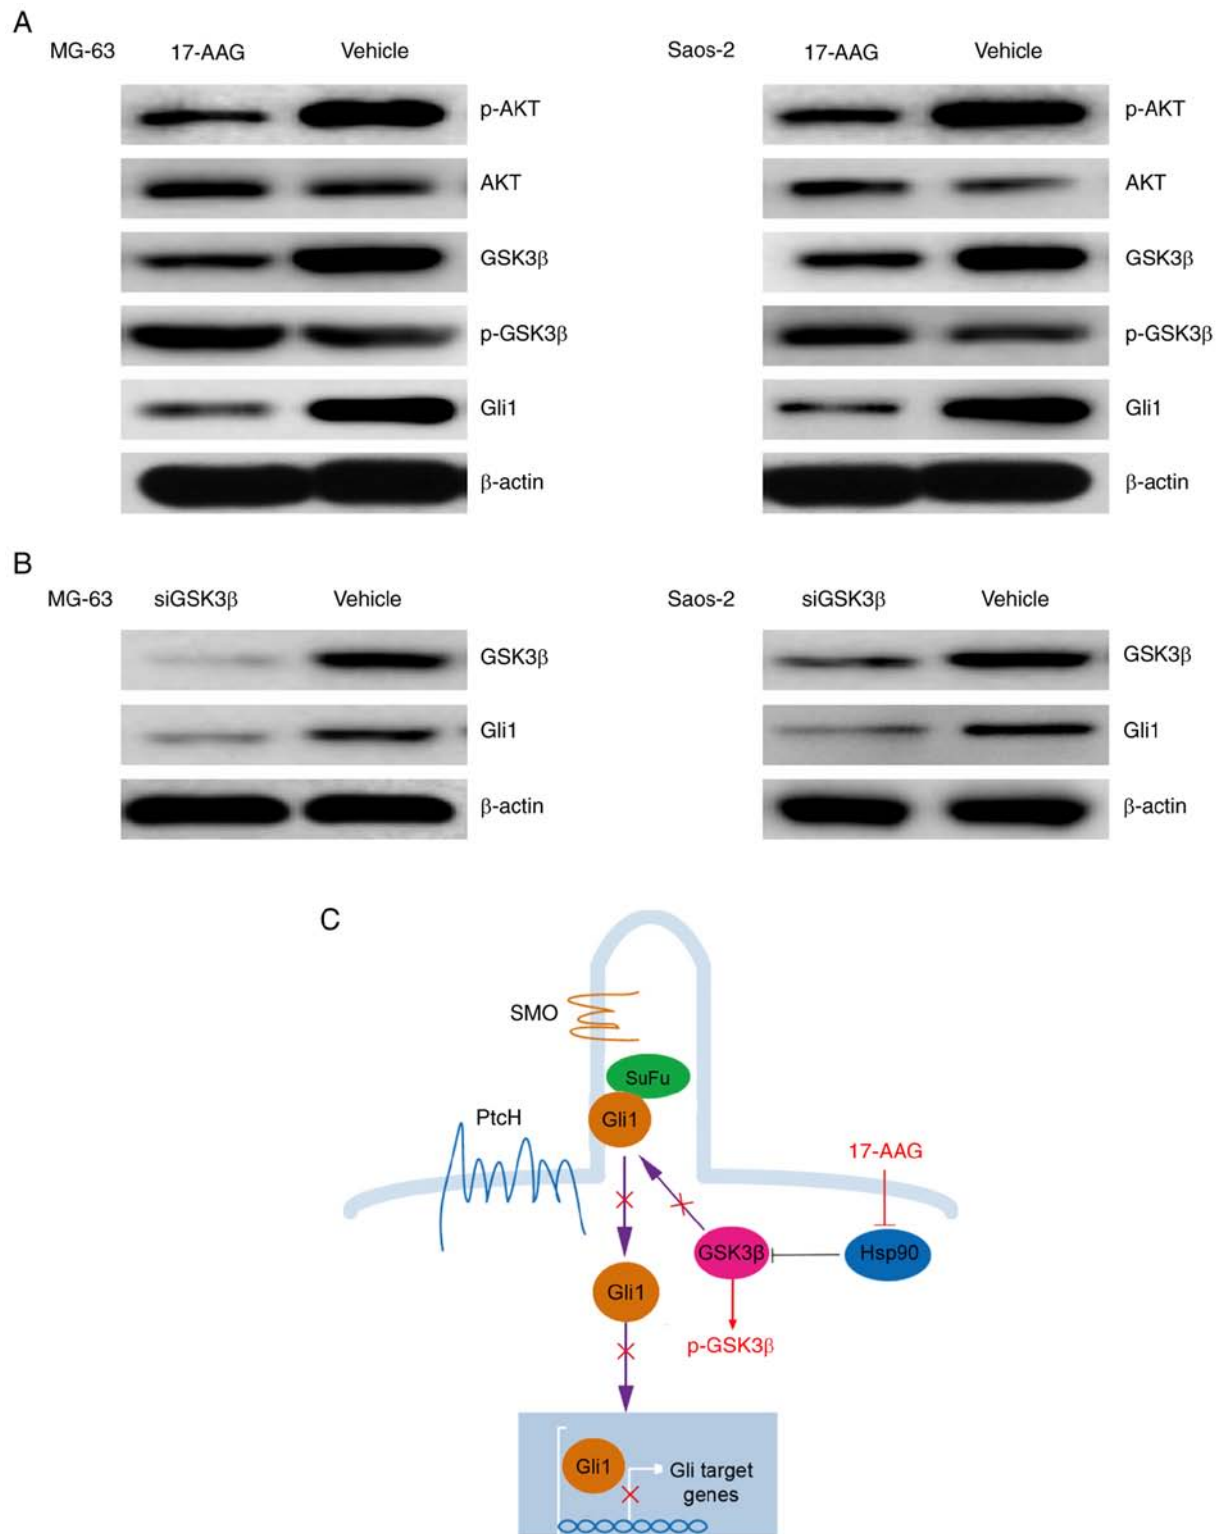 A
MG-63 17-AAG Vehicle
p-AKT
AKT
GSK3β
p-GSK3β
Gli1
β-actin
Saos-2 17-AAG Vehicle
p-AKT
AKT
GSK3β
p-GSK3β
Gli1
β-actin
B
MG-63 siGSK3β Vehicle
GSK3β
Gli1
β-actin
Saos-2 siGSK3β Vehicle
GSK3β
Gli1
β-actin
C
SMO
SuFu
Gli1
PtcH
17-AAG
GSK3β
Hsp90
Gli1
p-GSK3β
Gli1
Gli target
genes